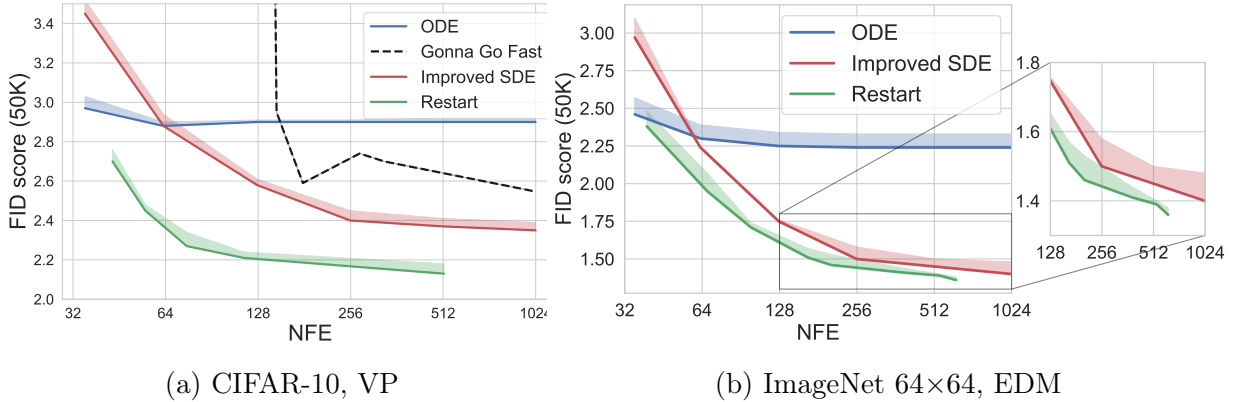 FID score (50K)
3.4
3.2
3.0
2.8
2.6
2.4
2.2
2.0
ODE
Gonna Go Fast
Improved SDE
Restart
32
64
128
256
512
1024
NFE
(a) CIFAR-10, VP
FID score (50K)
3.00
2.75
2.50
2.25
2.00
1.75
1.50
ODE
Improved SDE
Restart
32
64
128
256
512
1024
NFE
1.8
1.6
1.4
128
256
512
1024
(b) ImageNet 64×64, EDM